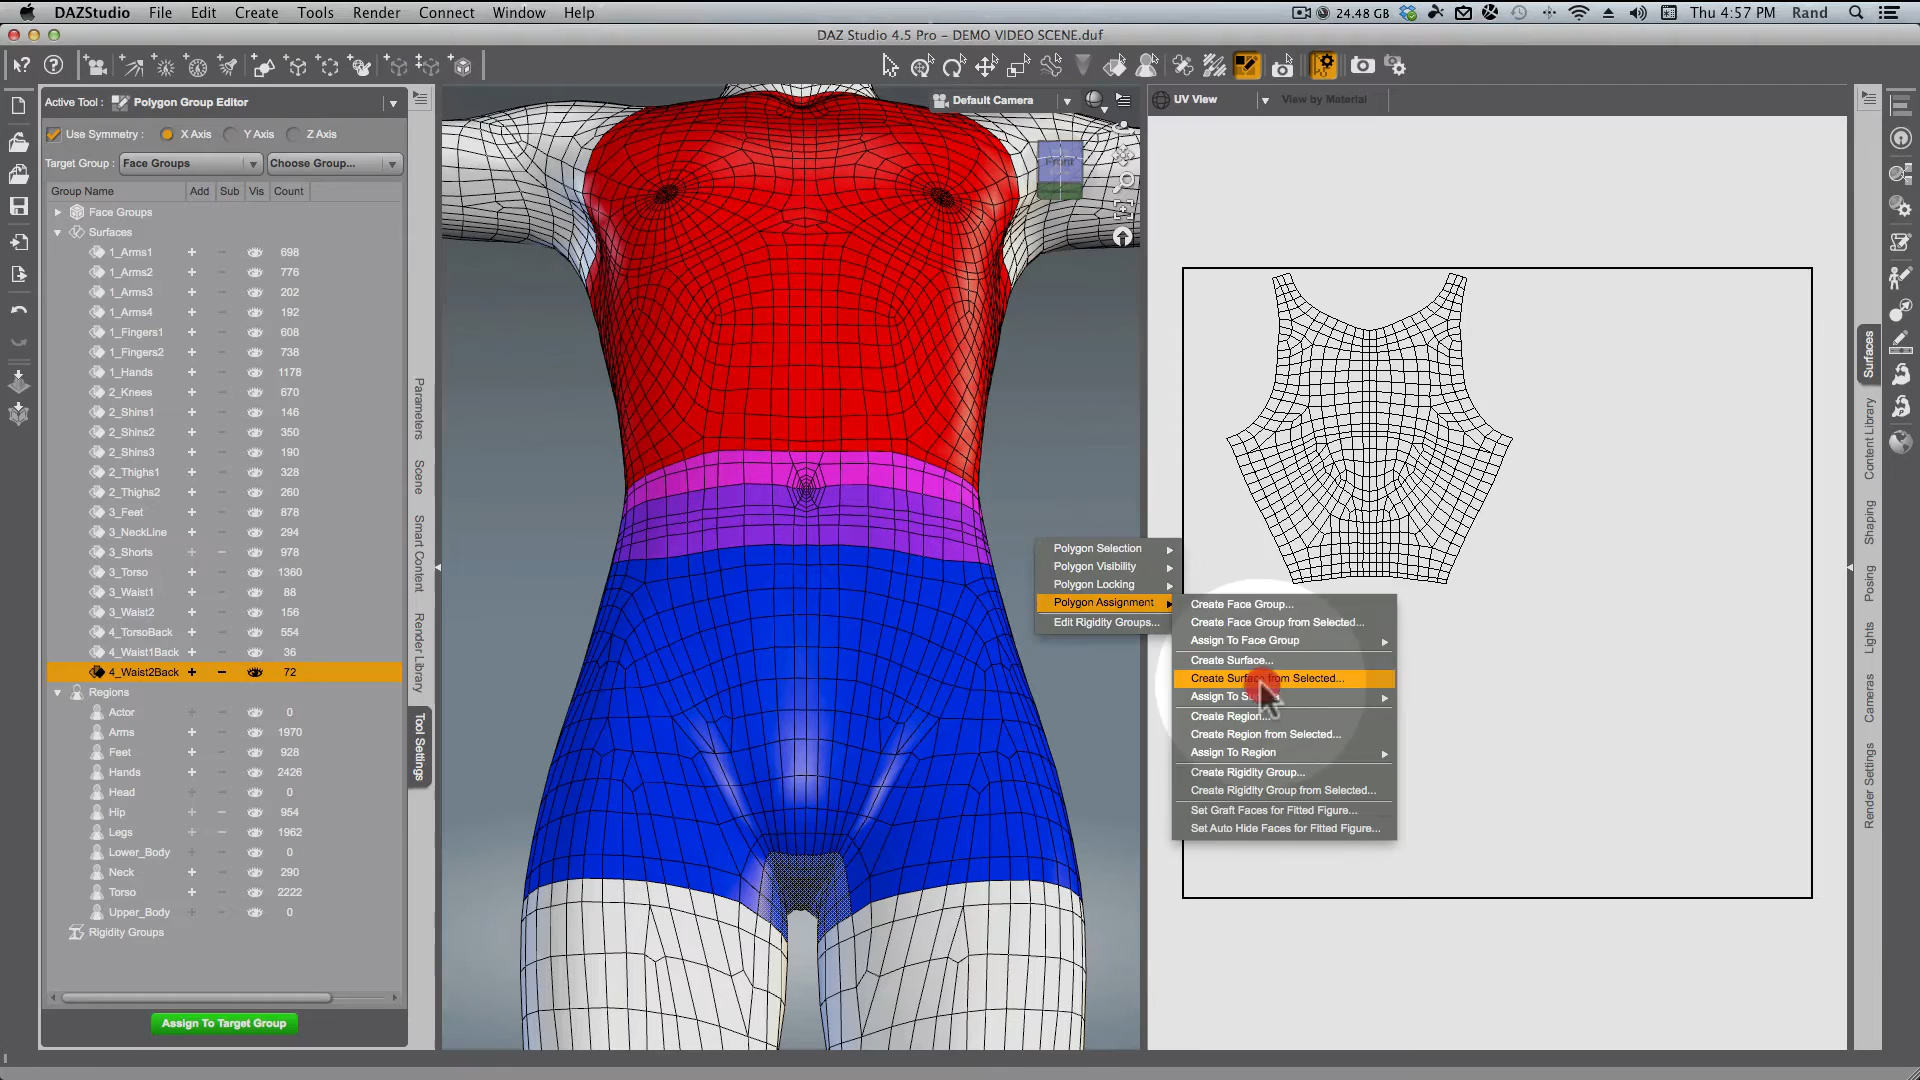 DAZStudio File Edit Create Tools Render Connect Window Help 24.48 GB Thu 4:57 PM Rand
DAZ Studio 4.5 Pro - DEMO VIDEO SCENE.duf
Active Tool : Polygon Group Editor
Use Symmetry : X Axis Y Axis Z Axis
Target Group : Face Groups Choose Group...
Group Name Add Sub Vis Count
Face Groups
Surfaces
1_Arms1 + - 698
1_Arms2 + - 776
1_Arms3 + - 202
1_Arms4 + - 192
1_Fingers1 + - 608
1_Fingers2 + - 738
1_Hands + - 1178
2_Knees + - 670
2_Shins1 + - 146
2_Shins2 + - 350
2_Shins3 + - 190
2_Thighs1 + - 328
2_Thighs2 + - 260
3_Feet + - 878
3_NeckLine + - 294
3_Shorts + - 978
3_Torso + - 1360
3_Waist1 + - 88
3_Waist2 + - 156
4_TorsoBack + - 554
4_Waist1Back + - 36
4_Waist2Back + - 72
Regions
Actor + - 0
Arms + - 1970
Feet + - 928
Hands + - 2426
Head + - 0
Hip + - 954
Legs + - 1962
Lower_Body + - 0
Neck + - 290
Torso + - 2222
Upper_Body + - 0
Rigidity Groups
Assign To Target Group
Parameters
Scene
Smart Content
Render Library
Tool Settings
Default Camera
Front
UV View View by Material
Polygon Selection
Polygon Visibility
Polygon Locking
Polygon Assignment
Edit Rigidity Groups...
Create Face Group...
Create Face Group from Selected...
Assign To Face Group
Create Surface...
Create Surface from Selected...
Assign To
Create Region...
Create Region from Selected...
Assign To Region
Create Rigidity Group...
Create Rigidity Group from Selected...
Set Graft Faces for Fitted Figure...
Set Auto Hide Faces for Fitted Figure...
Surfaces
Content Library
Shaping
Posing
Lights
Cameras
Render Settings